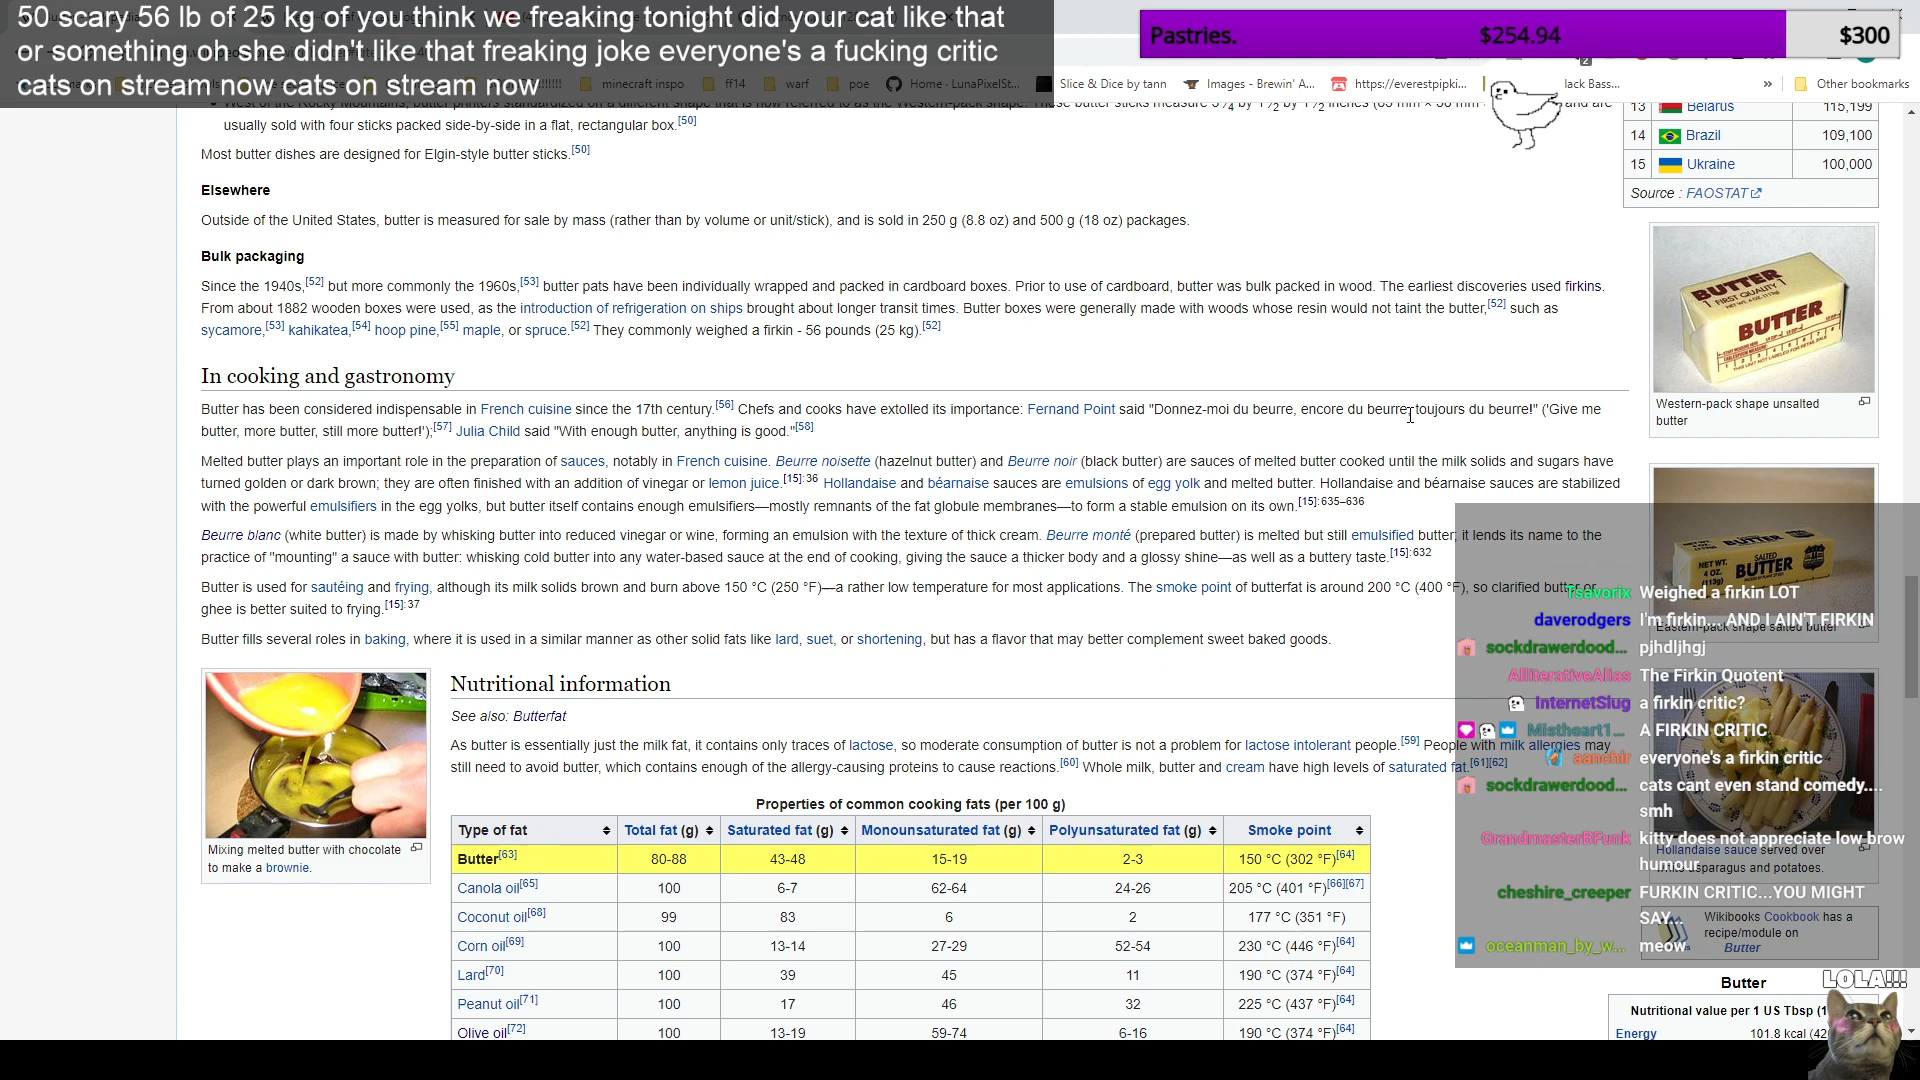 50 scary 56 lb of 25 kg of you think we freaking tonight did your cat like that
or something oh she didn't like that freaking joke everyone's a fucking critic
cats on stream now cats on stream now
Pastries. $254.94 $300
minecraft inspo ff14 warf poe Home · LunaPixelSt... Slice & Dice by tann Images - Brewin' A... https://everestpipki... lack Bass... » Other bookmarks
usually sold with four sticks packed side-by-side in a flat, rectangular box.[50]
Most butter dishes are designed for Elgin-style butter sticks.[50]
Elsewhere
Outside of the United States, butter is measured for sale by mass (rather than by volume or unit/stick), and is sold in 250 g (8.8 oz) and 500 g (18 oz) packages.
Bulk packaging
Since the 1940s,[52] but more commonly the 1960s,[53] butter pats have been individually wrapped and packed in cardboard boxes. Prior to use of cardboard, butter was bulk packed in wood. The earliest discoveries used firkins.
From about 1882 wooden boxes were used, as the introduction of refrigeration on ships brought about longer transit times. Butter boxes were generally made with woods whose resin would not taint the butter,[52] such as
sycamore,[53] kahikatea,[54] hoop pine,[55] maple, or spruce.[52] They commonly weighed a firkin - 56 pounds (25 kg).[52]
In cooking and gastronomy
Butter has been considered indispensable in French cuisine since the 17th century.[56] Chefs and cooks have extolled its importance: Fernand Point said "Donnez-moi du beurre, encore du beurre, toujours du beurre!" ('Give me
butter, more butter, still more butter!');[57] Julia Child said "With enough butter, anything is good."[58]
Melted butter plays an important role in the preparation of sauces, notably in French cuisine. Beurre noisette (hazelnut butter) and Beurre noir (black butter) are sauces of melted butter cooked until the milk solids and sugars have
turned golden or dark brown; they are often finished with an addition of vinegar or lemon juice.[15]:36 Hollandaise and béarnaise sauces are emulsions of egg yolk and melted butter. Hollandaise and béarnaise sauces are stabilized
with the powerful emulsifiers in the egg yolks, but butter itself contains enough emulsifiers—mostly remnants of the fat globule membranes—to form a stable emulsion on its own.[15]:635–636
Beurre blanc (white butter) is made by whisking butter into reduced vinegar or wine, forming an emulsion with the texture of thick cream. Beurre monté (prepared butter) is melted but still emulsified butter; it lends its name to the
practice of "mounting" a sauce with butter: whisking cold butter into any water-based sauce at the end of cooking, giving the sauce a thicker body and a glossy shine—as well as a buttery taste.[15]:632
Butter is used for sautéing and frying, although its milk solids brown and burn above 150 °C (250 °F)—a rather low temperature for most applications. The smoke point of butterfat is around 200 °C (400 °F), so clarified butter or
ghee is better suited to frying.[15]:37
Butter fills several roles in baking, where it is used in a similar manner as other solid fats like lard, suet, or shortening, but has a flavor that may better complement sweet baked goods.
Mixing melted butter with chocolate
to make a brownie.
Nutritional information
See also: Butterfat
As butter is essentially just the milk fat, it contains only traces of lactose, so moderate consumption of butter is not a problem for lactose intolerant people.[59] People with milk allergies may
still need to avoid butter, which contains enough of the allergy-causing proteins to cause reactions.[60] Whole milk, butter and cream have high levels of saturated fat.[61][62]
Properties of common cooking fats (per 100 g)
Type of fat Total fat (g) Saturated fat (g) Monounsaturated fat (g) Polyunsaturated fat (g) Smoke point
Butter[63] 80-88 43-48 15-19 2-3 150 °C (302 °F)[64]
Canola oil[65] 100 6-7 62-64 24-26 205 °C (401 °F)[66][67]
Coconut oil[68] 99 83 6 2 177 °C (351 °F)
Corn oil[69] 100 13-14 27-29 52-54 230 °C (446 °F)[64]
Lard[70] 100 39 45 11 190 °C (374 °F)[64]
Peanut oil[71] 100 17 46 32 225 °C (437 °F)[64]
Olive oil[72] 100 13-19 59-74 6-16 190 °C (374 °F)[64]
13 Belarus 115,199
14 Brazil 109,100
15 Ukraine 100,000
Source : FAOSTAT
BUTTER
FIRST QUALITY
BUTTER
Western-pack shape unsalted
butter
NET WT. 4 OZ. (113g)
SALTED
BUTTER
Eastern-pack shape salted butter
Tsavorix Weighed a firkin LOT
daverodgers I'm firkin... AND I AIN'T FIRKIN
sockdrawerdood... pjhdljhgj
AlliterativeAlias The Firkin Quotent
InternetSlug a firkin critic?
Mistheart1... A FIRKIN CRITIC
aanchir everyone's a firkin critic
sockdrawerdood... cats cant even stand comedy....
smh
GrandmasterBFunk kitty does not appreciate low brow
humour
cheshire_creeper FURKIN CRITIC...YOU MIGHT
SAY...
oceanman_by_w... meow
Hollandaise sauce served over
asparagus and potatoes.
Wikibooks Cookbook has a
recipe/module on
Butter
LOLA!!!
Butter
Nutritional value per 1 US Tbsp
Energy 101.8 kcal